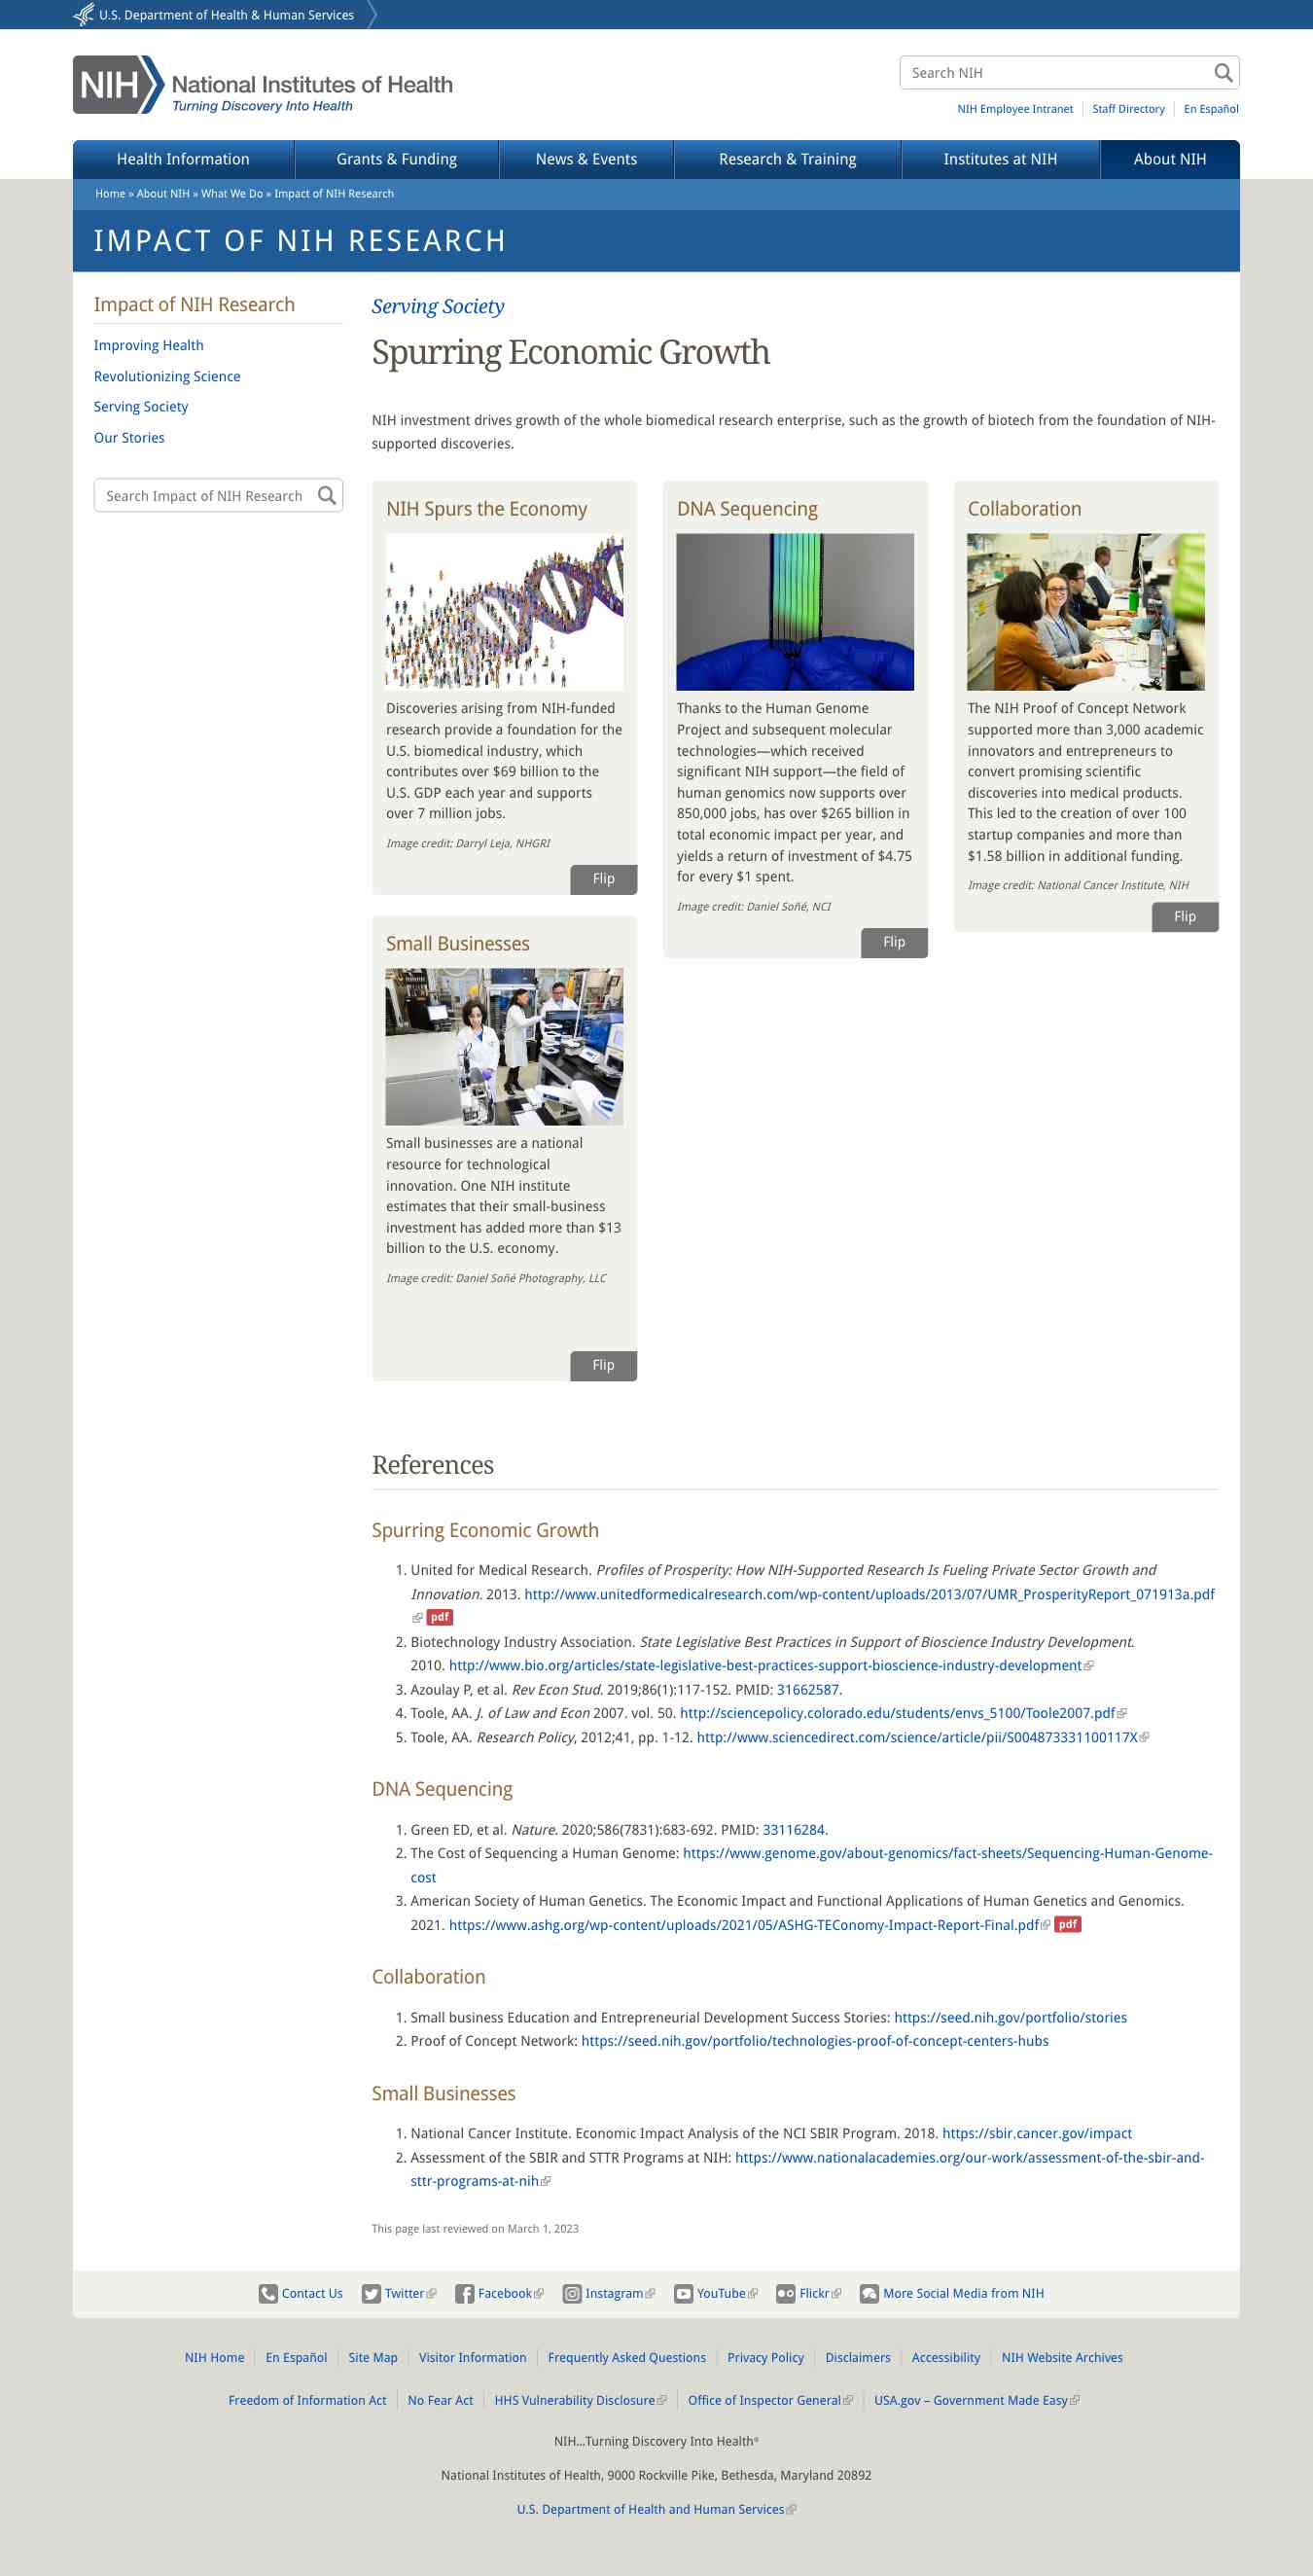 U.S. Department of Health & Human Services
NIH National Institutes of Health
Turning Discovery Into Health
Search NIH
NIH Employee Intranet
Staff Directory
En Español
Health Information
Grants & Funding
News & Events
Research & Training
Institutes at NIH
About NIH
Home » About NIH » What We Do » Impact of NIH Research
IMPACT OF NIH RESEARCH
Impact of NIH Research
Improving Health
Revolutionizing Science
Serving Society
Our Stories
Search Impact of NIH Research
Serving Society
Spurring Economic Growth
NIH investment drives growth of the whole biomedical research enterprise, such as the growth of biotech from the foundation of NIH-
supported discoveries.
NIH Spurs the Economy
Discoveries arising from NIH-funded
research provide a foundation for the
U.S. biomedical industry, which
contributes over $69 billion to the
U.S. GDP each year and supports
over 7 million jobs.
Image credit: Darryl Leja, NHGRI
Flip
DNA Sequencing
Thanks to the Human Genome
Project and subsequent molecular
technologies—which received
significant NIH support—the field of
human genomics now supports over
850,000 jobs, has over $265 billion in
total economic impact per year, and
yields a return of investment of $4.75
for every $1 spent.
Image credit: Daniel Soñé, NCI
Flip
Collaboration
The NIH Proof of Concept Network
supported more than 3,000 academic
innovators and entrepreneurs to
convert promising scientific
discoveries into medical products.
This led to the creation of over 100
startup companies and more than
$1.58 billion in additional funding.
Image credit: National Cancer Institute, NIH
Flip
Small Businesses
Small businesses are a national
resource for technological
innovation. One NIH institute
estimates that their small-business
investment has added more than $13
billion to the U.S. economy.
Image credit: Daniel Soñé Photography, LLC
Flip
References
Spurring Economic Growth
1. United for Medical Research. Profiles of Prosperity: How NIH-Supported Research Is Fueling Private Sector Growth and
Innovation. 2013. http://www.unitedformedicalresearch.com/wp-content/uploads/2013/07/UMR_ProsperityReport_071913a.pdf
pdf
2. Biotechnology Industry Association. State Legislative Best Practices in Support of Bioscience Industry Development.
2010. http://www.bio.org/articles/state-legislative-best-practices-support-bioscience-industry-development
3. Azoulay P, et al. Rev Econ Stud. 2019;86(1):117-152. PMID: 31662587.
4. Toole, AA. J. of Law and Econ 2007. vol. 50. http://sciencepolicy.colorado.edu/students/envs_5100/Toole2007.pdf
5. Toole, AA. Research Policy, 2012;41, pp. 1-12. http://www.sciencedirect.com/science/article/pii/S004873331100117X
DNA Sequencing
1. Green ED, et al. Nature. 2020;586(7831):683-692. PMID: 33116284.
2. The Cost of Sequencing a Human Genome: https://www.genome.gov/about-genomics/fact-sheets/Sequencing-Human-Genome-
cost
3. American Society of Human Genetics. The Economic Impact and Functional Applications of Human Genetics and Genomics.
2021. https://www.ashg.org/wp-content/uploads/2021/05/ASHG-TEConomy-Impact-Report-Final.pdf pdf
Collaboration
1. Small business Education and Entrepreneurial Development Success Stories: https://seed.nih.gov/portfolio/stories
2. Proof of Concept Network: https://seed.nih.gov/portfolio/technologies-proof-of-concept-centers-hubs
Small Businesses
1. National Cancer Institute. Economic Impact Analysis of the NCI SBIR Program. 2018. https://sbir.cancer.gov/impact
2. Assessment of the SBIR and STTR Programs at NIH: https://www.nationalacademies.org/our-work/assessment-of-the-sbir-and-
sttr-programs-at-nih
This page last reviewed on March 1, 2023
Contact Us
Twitter
Facebook
Instagram
YouTube
Flickr
More Social Media from NIH
NIH Home
En Español
Site Map
Visitor Information
Frequently Asked Questions
Privacy Policy
Disclaimers
Accessibility
NIH Website Archives
Freedom of Information Act
No Fear Act
HHS Vulnerability Disclosure
Office of Inspector General
USA.gov – Government Made Easy
NIH…Turning Discovery Into Health®
National Institutes of Health, 9000 Rockville Pike, Bethesda, Maryland 20892
U.S. Department of Health and Human Services